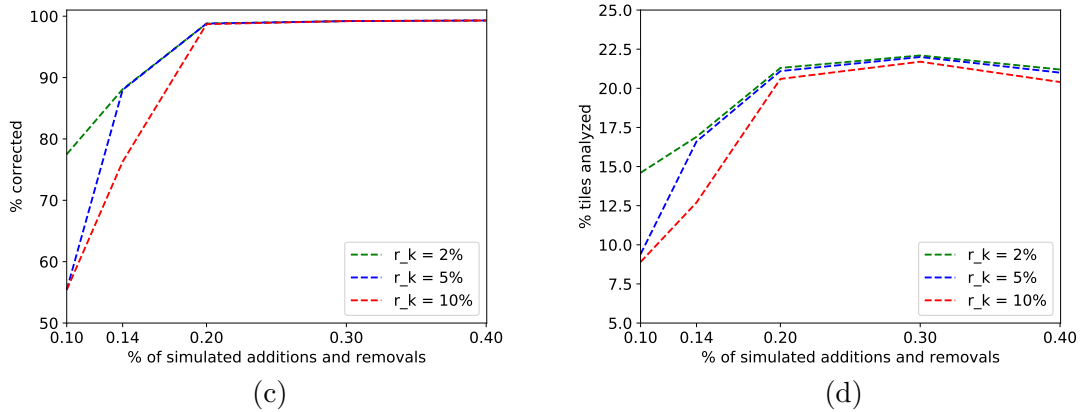 100
90
80
70
60
50
% corrected
0.10 0.14 0.20 0.30 0.40
% of simulated additions and removals
r_k = 2%
r_k = 5%
r_k = 10%
(c)
25.0
22.5
20.0
17.5
15.0
12.5
10.0
7.5
5.0
% tiles analyzed
0.10 0.14 0.20 0.30 0.40
% of simulated additions and removals
r_k = 2%
r_k = 5%
r_k = 10%
(d)